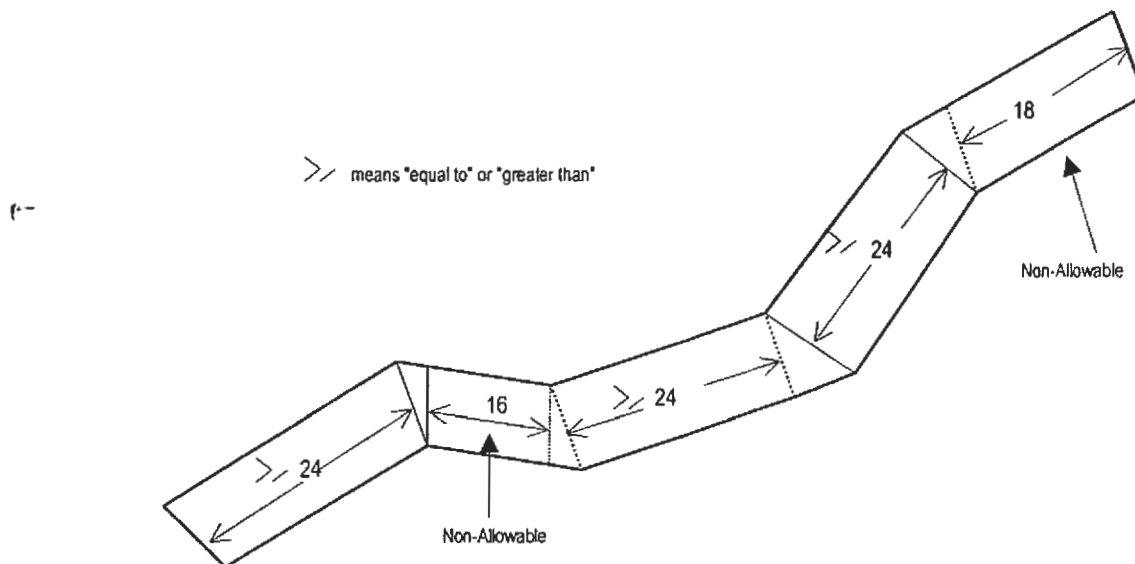 18
≥ means "equal to" or "greater than"
≥ 24
Non-Allowable
16
≥ 24
≥ 24
Non-Allowable